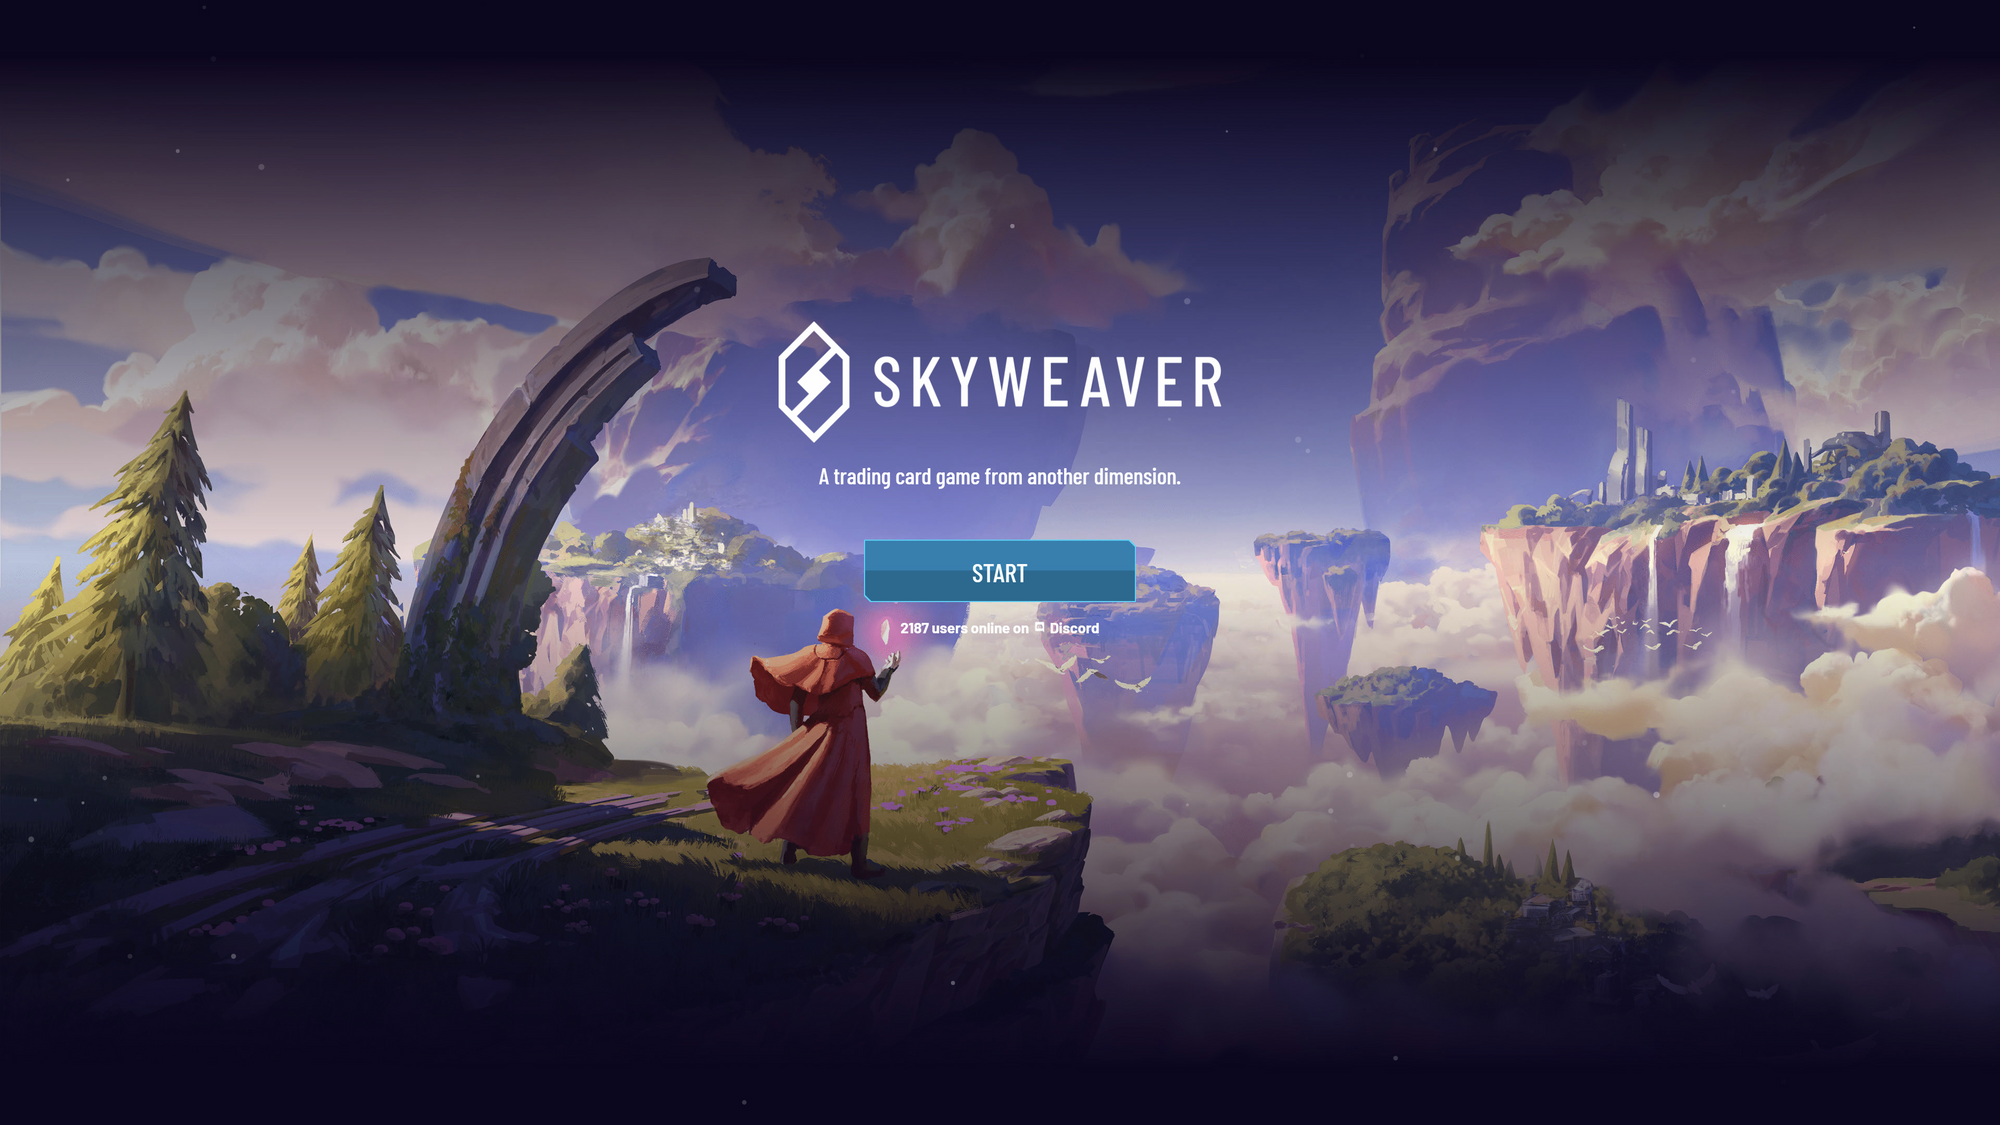 SKYWEAVER
A trading card game from another dimension.
START
2187 users online on Discord